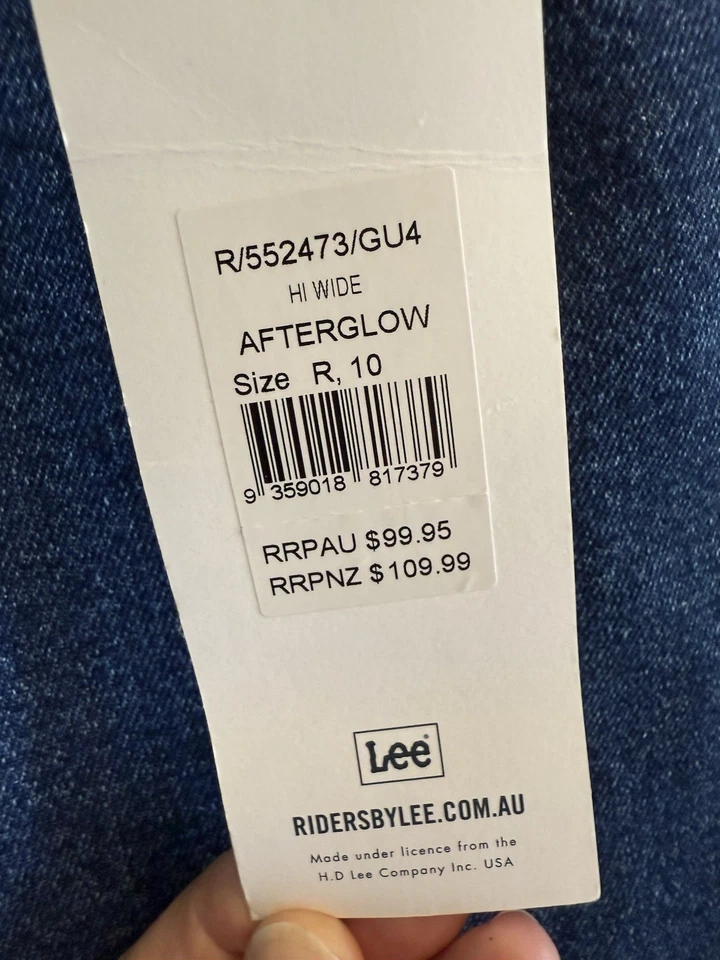 R/552473/GU4
HI WIDE
AFTERGLOW
Size R, 10
9 359018 817379
RRPAU $99.95
RRPNZ $109.99
Lee®
RIDERSBYLEE.COM.AU
Made under licence from the
H.D Lee Company Inc. USA